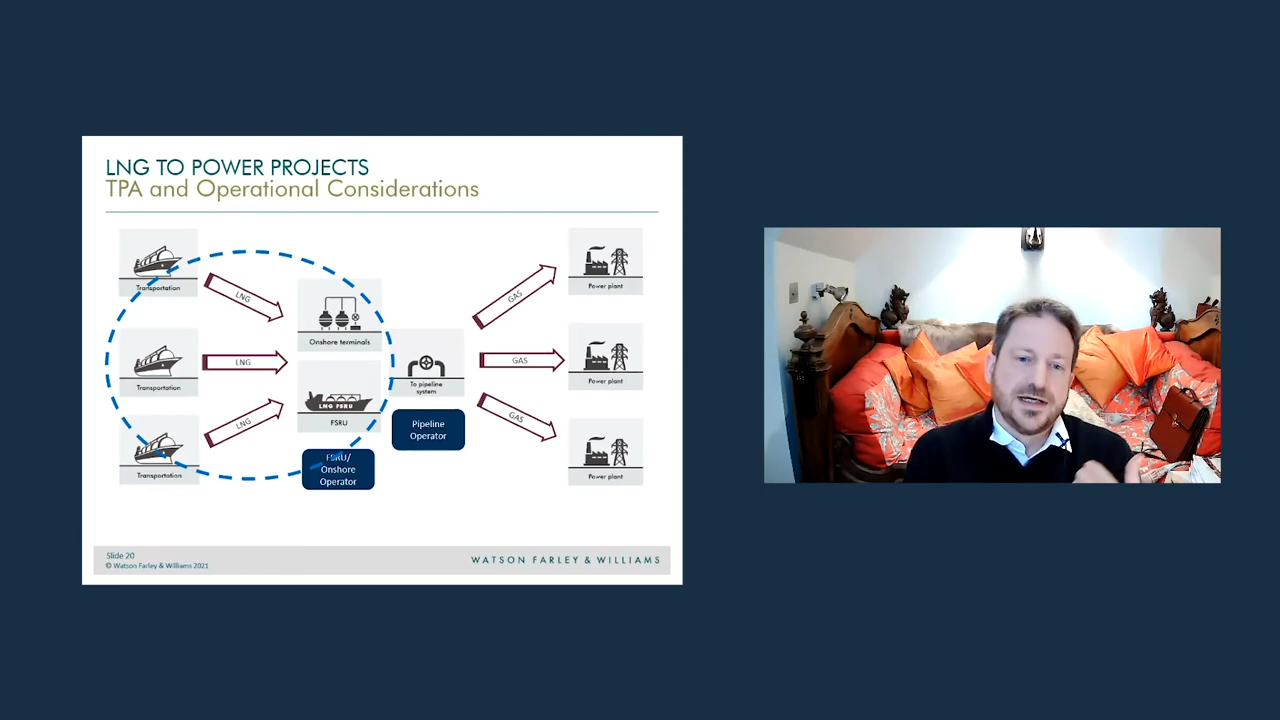 LNG TO POWER PROJECTS
TPA and Operational Considerations
Transportation
LNG
Onshore terminals
GAS
Power plant
Transportation
LNG
To pipeline
system
GAS
Power plant
LNG FSRU
FSRU
Pipeline
Operator
Transportation
LNG
FSRU/
Onshore
Operator
GAS
Power plant
Slide 20
© Watson Farley & Williams 2021
WATSON FARLEY & WILLIAMS